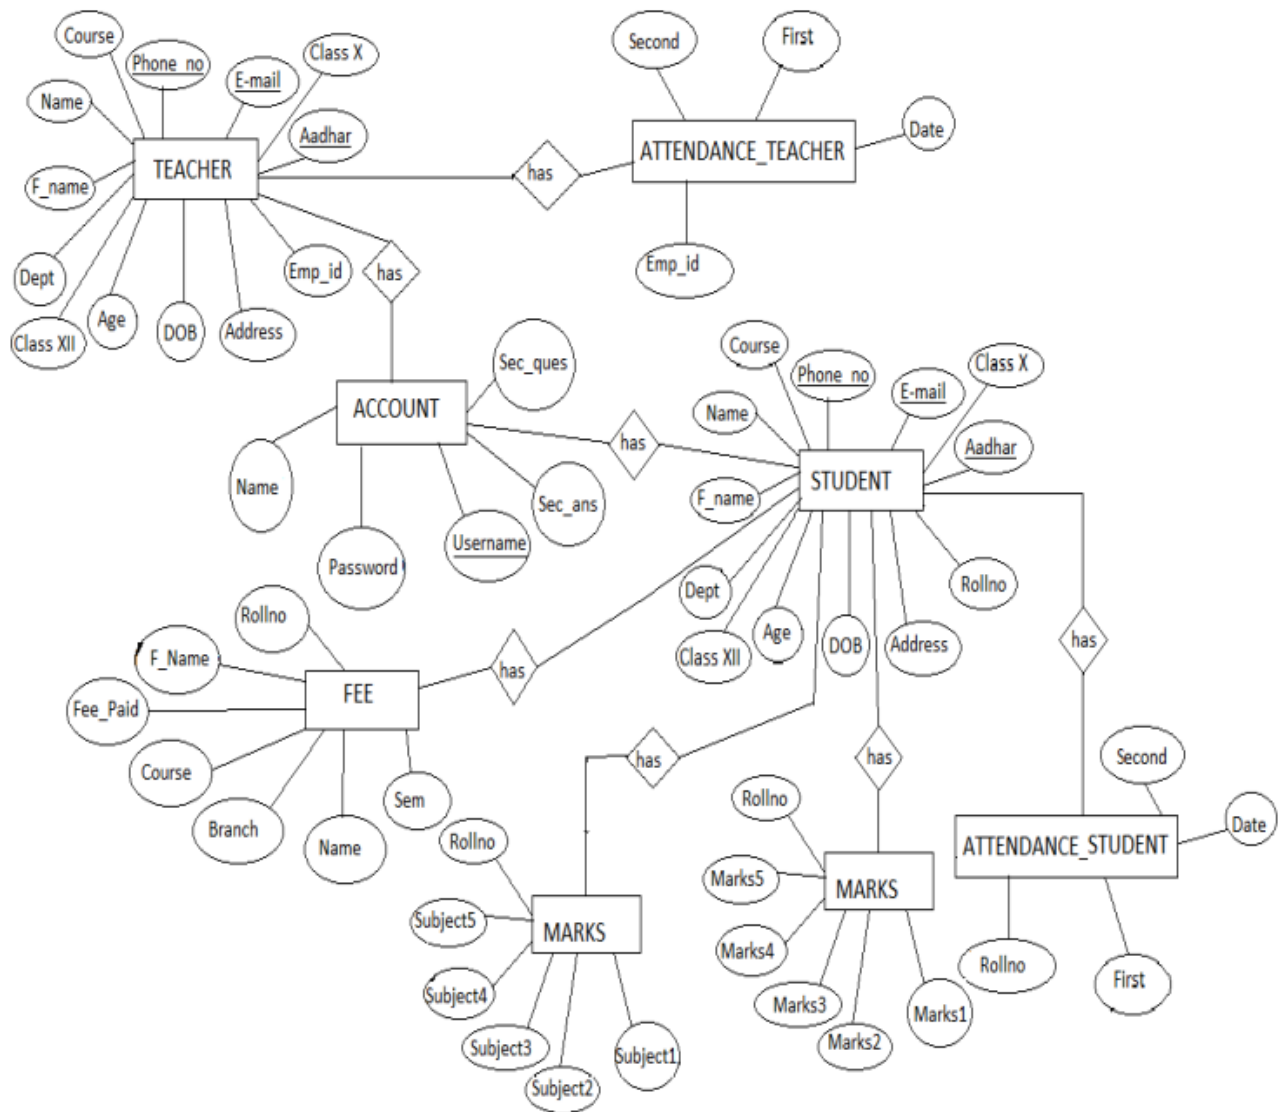 Course
Phone_no
E-mail
Class X
Name
Aadhar
F_name
TEACHER
Dept
Class XII
Age
DOB
Address
Emp_id
has
Second
First
Date
ATTENDANCE_TEACHER
Emp_id
has
ACCOUNT
Sec_ques
Name
Password
Username
Sec_ans
has
Course
Phone_no
E-mail
Class X
Name
Aadhar
F_name
STUDENT
Dept
Class XII
Age
DOB
Address
Rollno
has
Rollno
F_Name
Fee_Paid
FEE
Course
Branch
Name
Sem
has
has
Rollno
Subject5
MARKS
Subject4
Subject3
Subject2
Subject1
has
Rollno
Marks5
MARKS
Marks4
Marks3
Marks2
Marks1
has
Second
Date
ATTENDANCE_STUDENT
Rollno
First